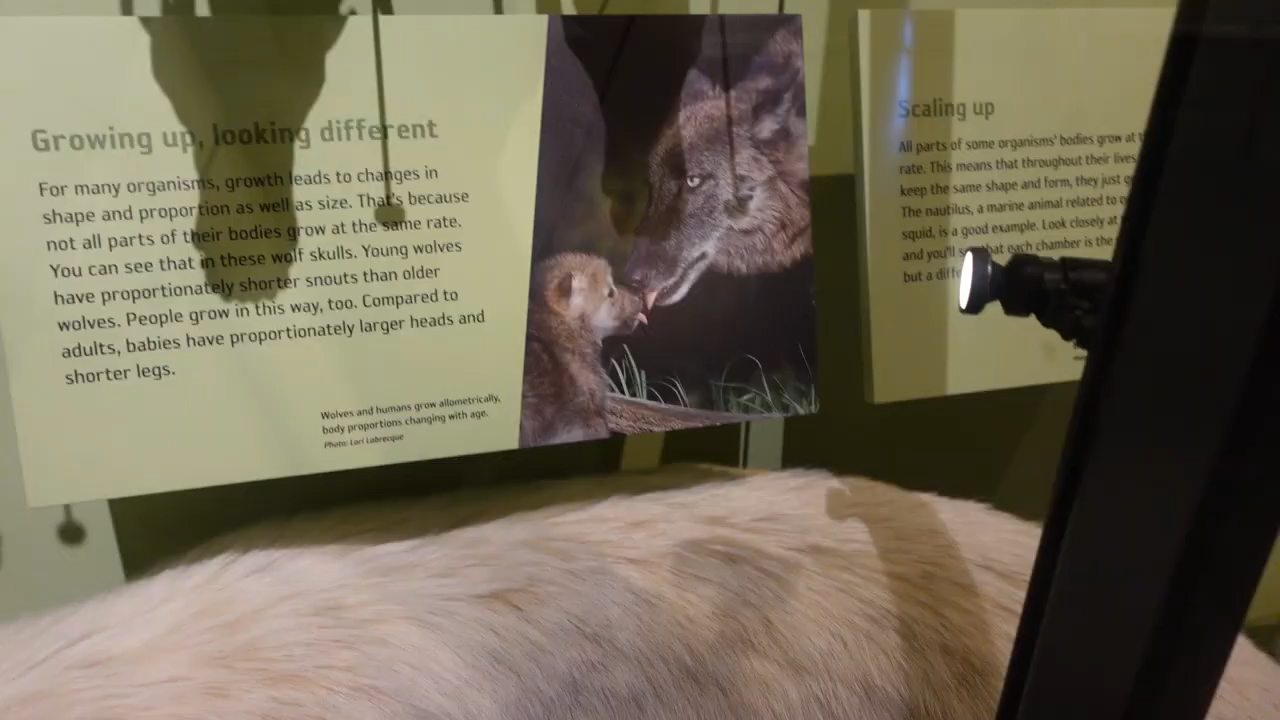 Growing up, looking different
For many organisms, growth leads to changes in
shape and proportion as well as size. That's because
not all parts of their bodies grow at the same rate.
You can see that in these wolf skulls. Young wolves
have proportionately shorter snouts than older
wolves. People grow in this way, too. Compared to
adults, babies have proportionately larger heads and
shorter legs.
Wolves and humans grow allometrically,
body proportions changing with age.
Photo: Lori Labrecque
Scaling up
All parts of some organisms' bodies grow at
rate. This means that throughout their lives
keep the same shape and form, they just
The nautilus, a marine animal related to
squid, is a good example. Look closely at
and you'll see that each chamber is the
but a